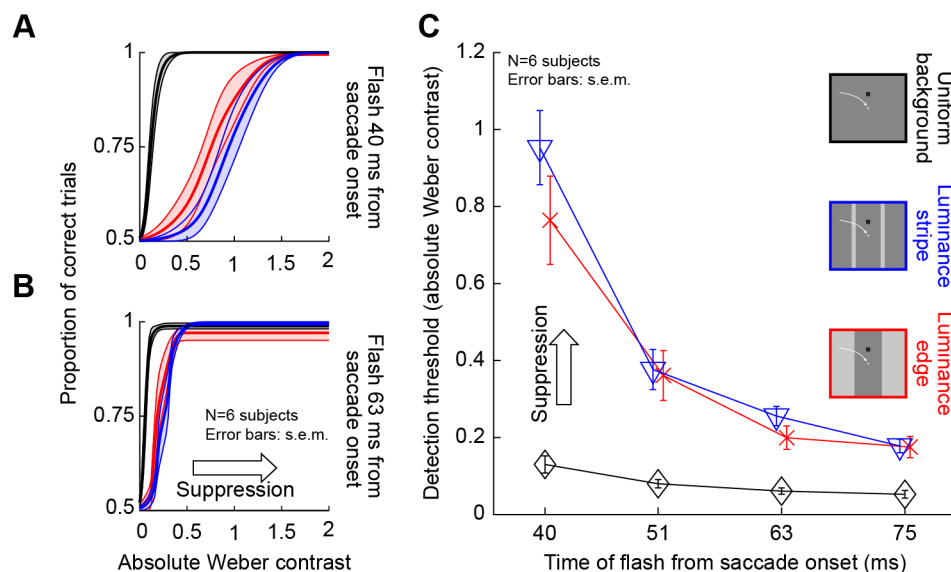 A
1
0.75
0.5
0
0.5
1
1.5
2
Flash 40 ms from
saccade onset
Proportion of correct trials
B
1
0.75
0.5
N=6 subjects
Error bars: s.e.m.
Suppression
0
0.5
1
1.5
2
Flash 63 ms from
saccade onset
Absolute Weber contrast
C
Detection threshold (absolute Weber contrast)
1.2
1
0.8
0.6
0.4
0.2
0
N=6 subjects
Error bars: s.e.m.
Suppression
Uniform
background
Luminance
stripe
Luminance
edge
40
51
63
75
Time of flash from saccade onset (ms)